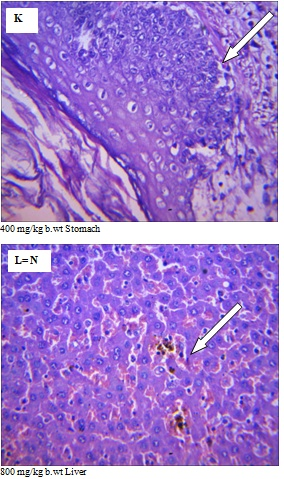 K
400 mg/kg b.wt Stomach
L=N
800 mg/kg b.wt Liver